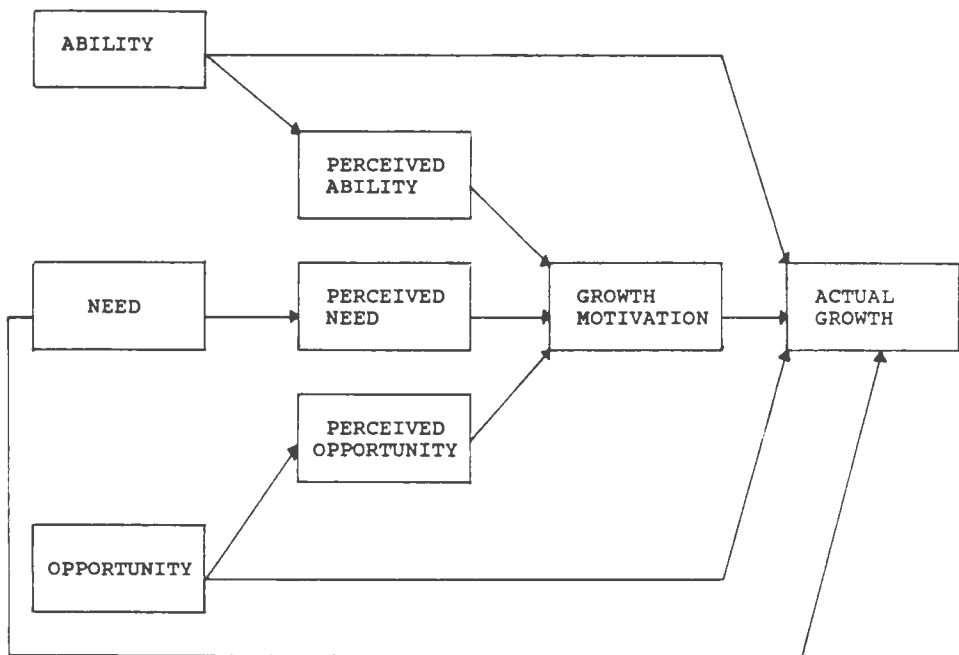 ABILITY
PERCEIVED
ABILITY
NEED
PERCEIVED
NEED
GROWTH
MOTIVATION
ACTUAL
GROWTH
PERCEIVED
OPPORTUNITY
OPPORTUNITY